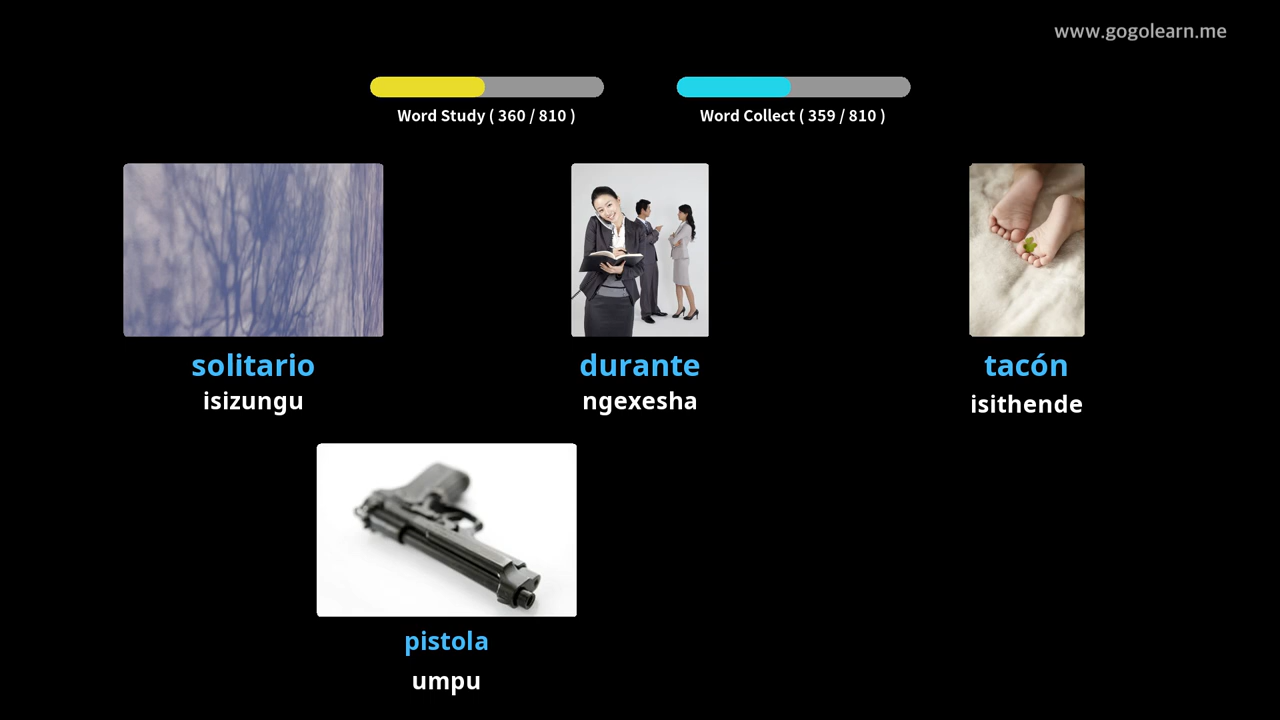 www.gogolearn.me
Word Study ( 360 / 810 )
Word Collect ( 359 / 810 )
solitario
isizungu
durante
ngexesha
tacón
isithende
pistola
umpu